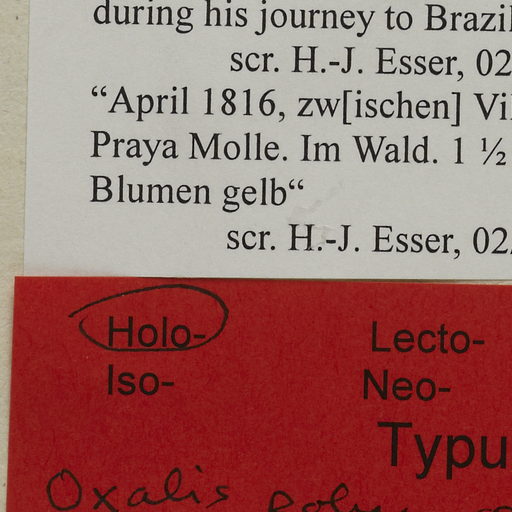 during his journey to Brazil
scr. H.-J. Esser, 02
“April 1816, zw[ischen] Vi
Praya Molle. Im Wald. 1 ½
Blumen gelb“
scr. H.-J. Esser, 02
Holo- Lecto-
Iso- Neo-
Typu
Oxalis